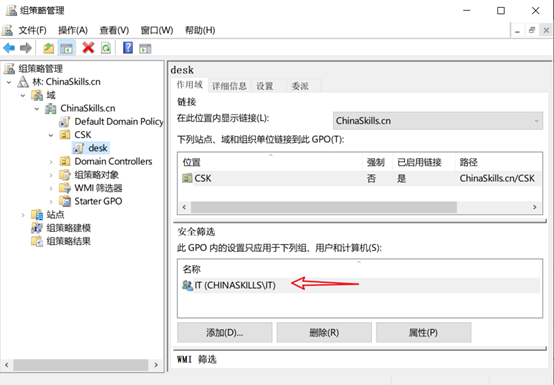 组策略管理
文件(F) 操作(A) 查看(V) 窗口(W) 帮助(H)
组策略管理
林: ChinaSkills.cn
域
ChinaSkills.cn
Default Domain Policy
CSK
desk
Domain Controllers
组策略对象
WMI 筛选器
Starter GPO
站点
组策略建模
组策略结果
desk
作用域 详细信息 设置 委派
链接
在此位置内显示链接(L): ChinaSkills.cn
下列站点、域和组织单位链接到此 GPO(T):
位置 强制 已启用链接 路径
CSK 否 是 ChinaSkills.cn/CSK
安全筛选
此 GPO 内的设置只应用于下列组、用户和计算机(S):
名称
IT (CHINASKILLS\IT)
添加(D)... 删除(R) 属性(P)
WMI 筛选